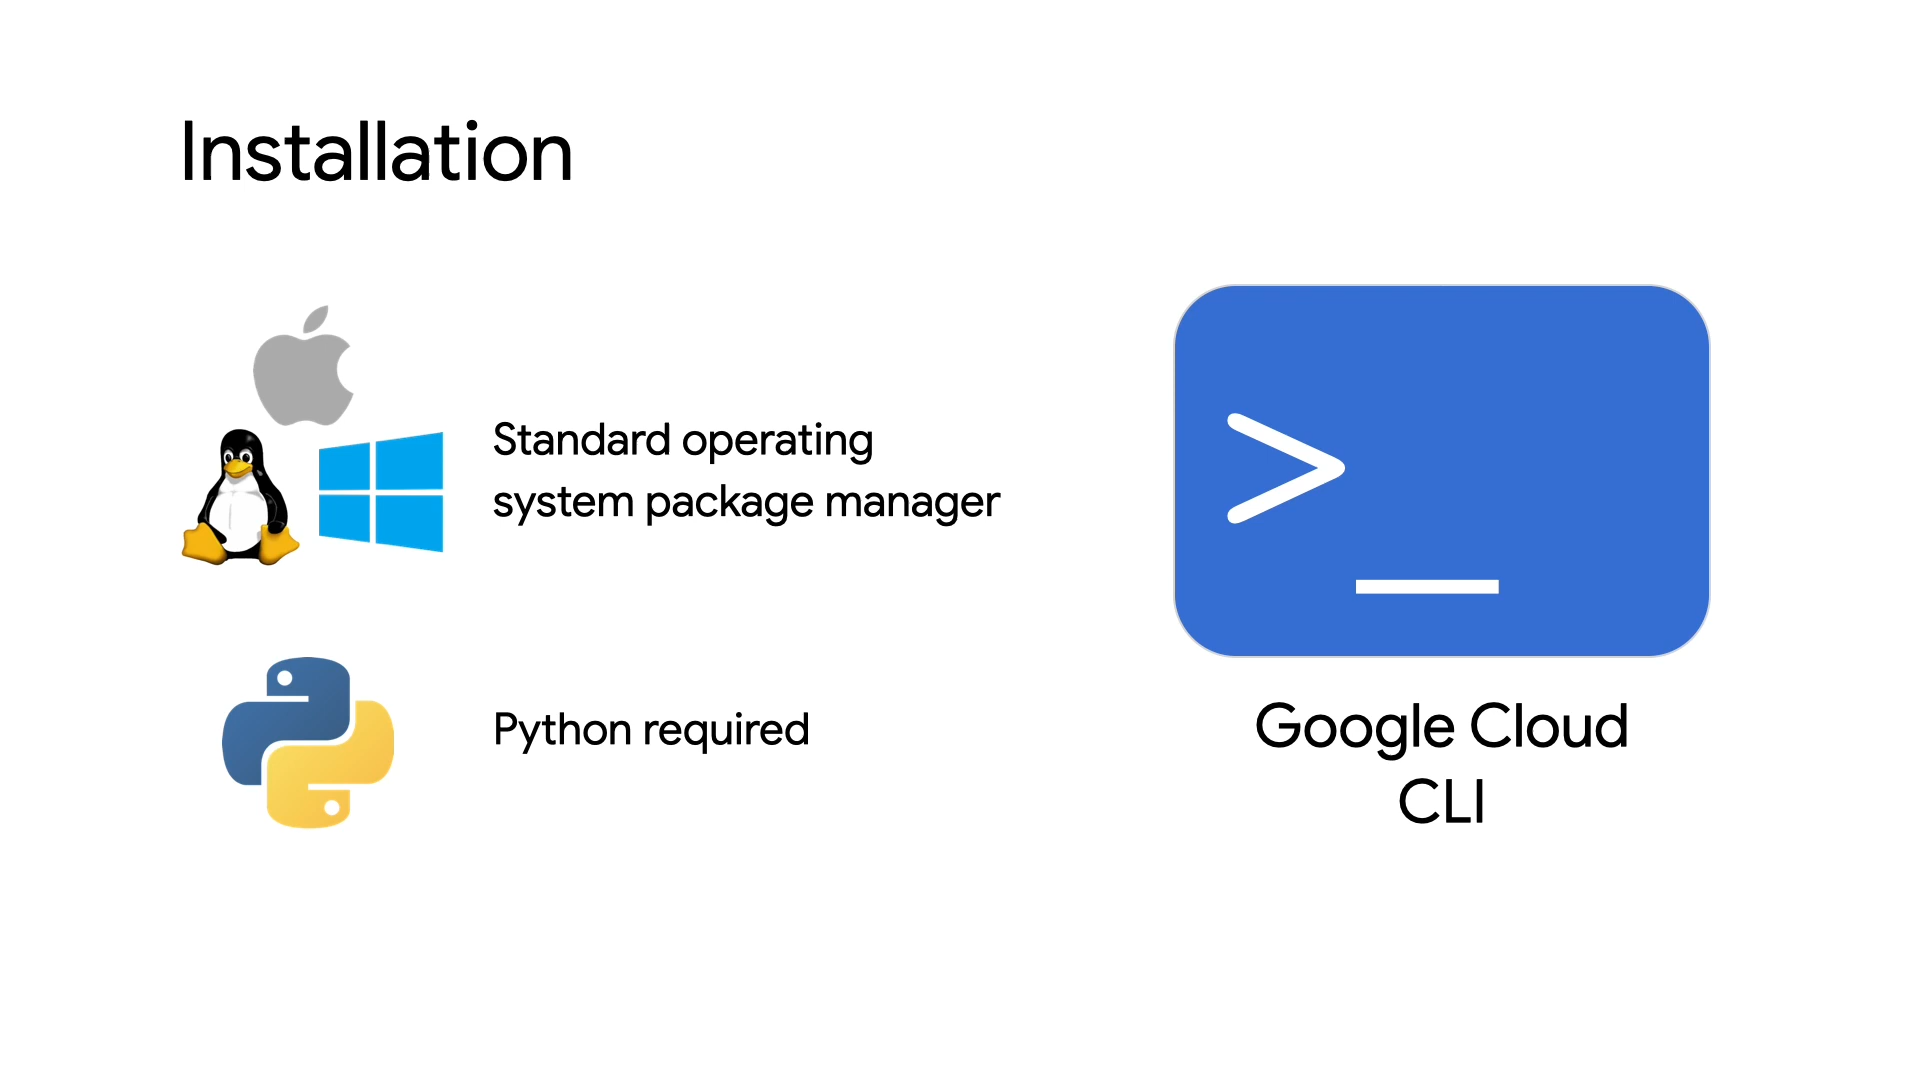 Installation
Standard operating
system package manager
Python required
>_
Google Cloud
CLI